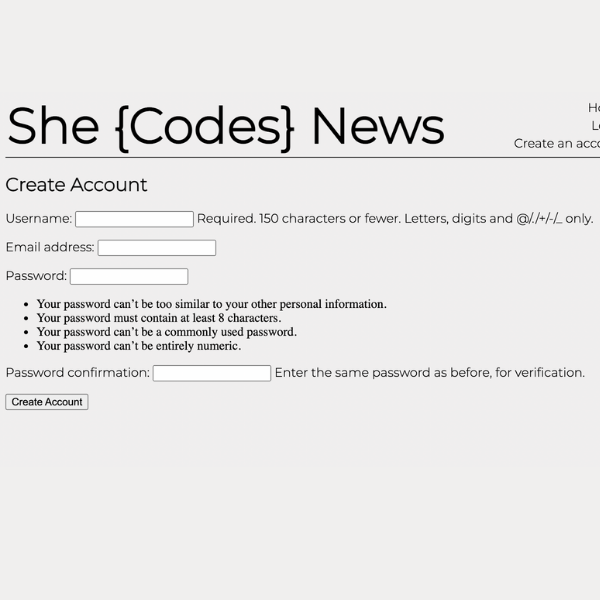 She {Codes} News
Create an
Create Account
Username: Required. 150 characters or fewer. Letters, digits and @/./+/-/_ only.
Email address:
Password:
• Your password can't be too similar to your other personal information.
• Your password must contain at least 8 characters.
• Your password can't be a commonly used password.
• Your password can't be entirely numeric.
Password confirmation: Enter the same password as before, for verification.
Create Account